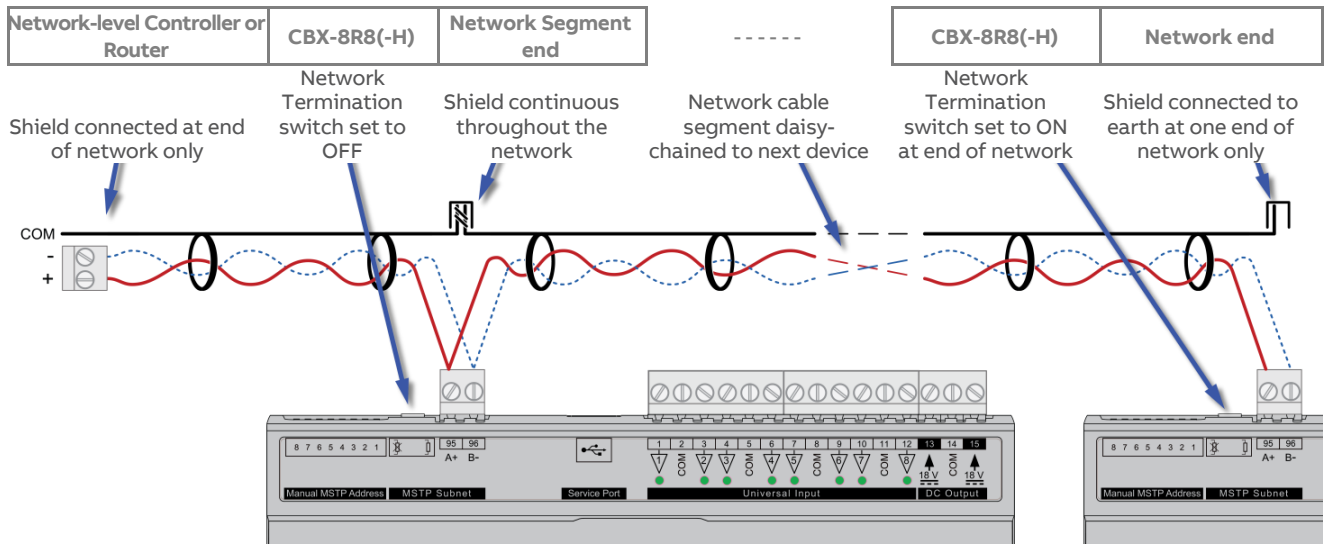 Network-level Controller or
Router
CBX-8R8(-H)
Network Segment
end
------
CBX-8R8(-H)
Network end
Shield connected at end
of network only
Network
Termination
switch set to
OFF
Shield continuous
throughout the
network
Network cable
segment daisy-
chained to next device
Network
Termination
switch set to ON
at end of network
Shield connected to
earth at one end of
network only
COM
-
+
8 7 6 5 4 3 2 1
95 96
A+ B-
Manual MSTP Address
MSTP Subnet
Service Port
1 2 3 4 5 6 7 8 9 10 11 12 13 14 15
1 COM 2 3 COM 4 5 COM 6 7 COM 8 18 V COM 18 V
Universal Input
DC Output
8 7 6 5 4 3 2 1
95 96
A+ B-
Manual MSTP Address
MSTP Subnet